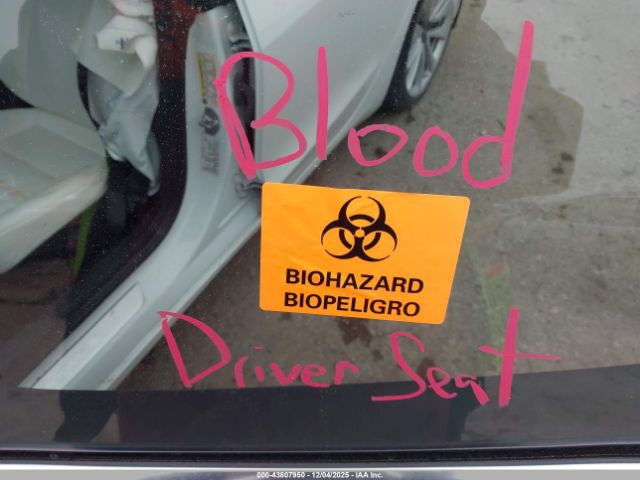 Blood
BIOHAZARD
BIOPELIGRO
Driver Seat
000-43807950 - 12/04/2025 - IAA Inc.